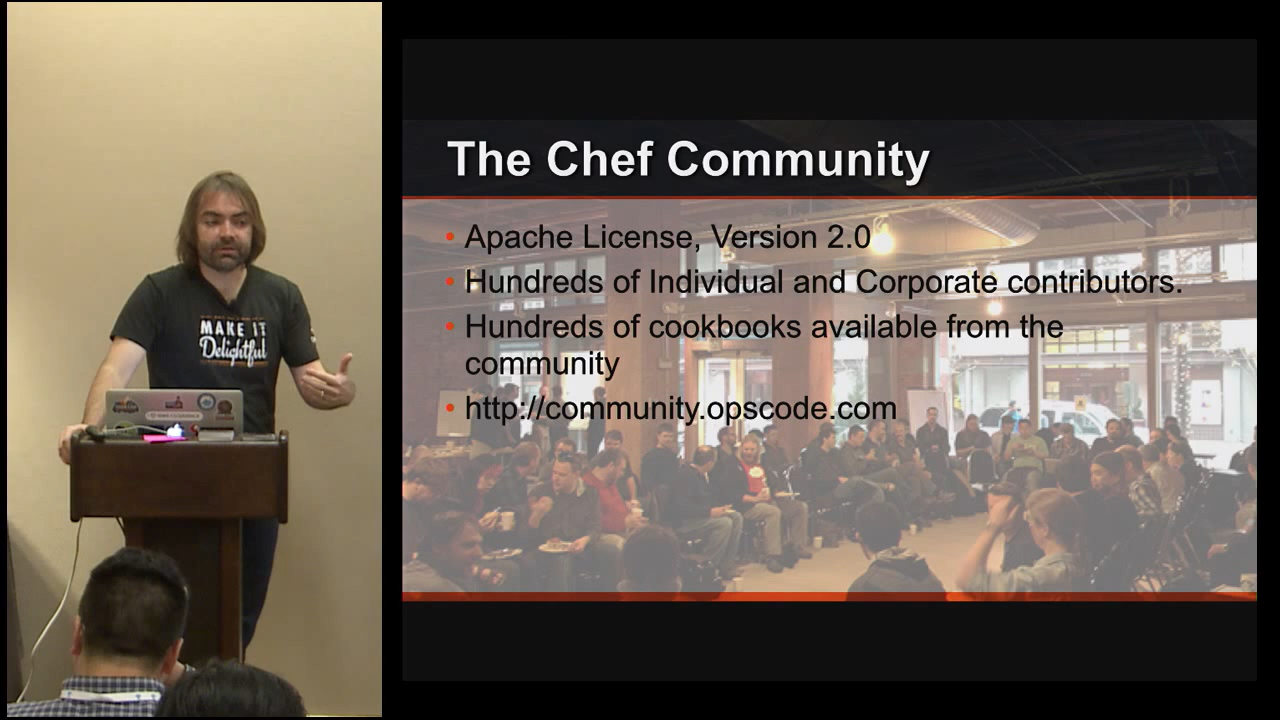 The Chef Community
• Apache License, Version 2.0
• Hundreds of Individual and Corporate contributors.
• Hundreds of cookbooks available from the
community
• http://community.opscode.com
MAKE IT
Delightful